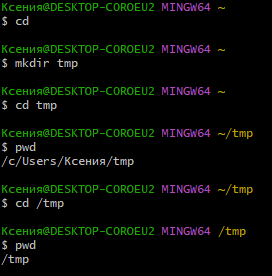 Ксения@DESKTOP-COROEU2 MINGW64 ~
$ cd
Ксения@DESKTOP-COROEU2 MINGW64 ~
$ mkdir tmp
Ксения@DESKTOP-COROEU2 MINGW64 ~
$ cd tmp
Ксения@DESKTOP-COROEU2 MINGW64 ~/tmp
$ pwd
/c/Users/Ксения/tmp
Ксения@DESKTOP-COROEU2 MINGW64 ~/tmp
$ cd /tmp
Ксения@DESKTOP-COROEU2 MINGW64 /tmp
$ pwd
/tmp